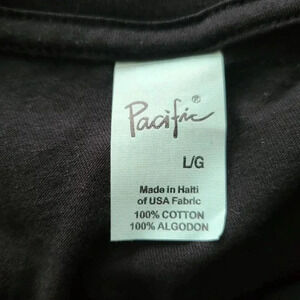 Pacific®
L/G
Made in Haiti
of USA Fabric
100% COTTON
100% ALGODON